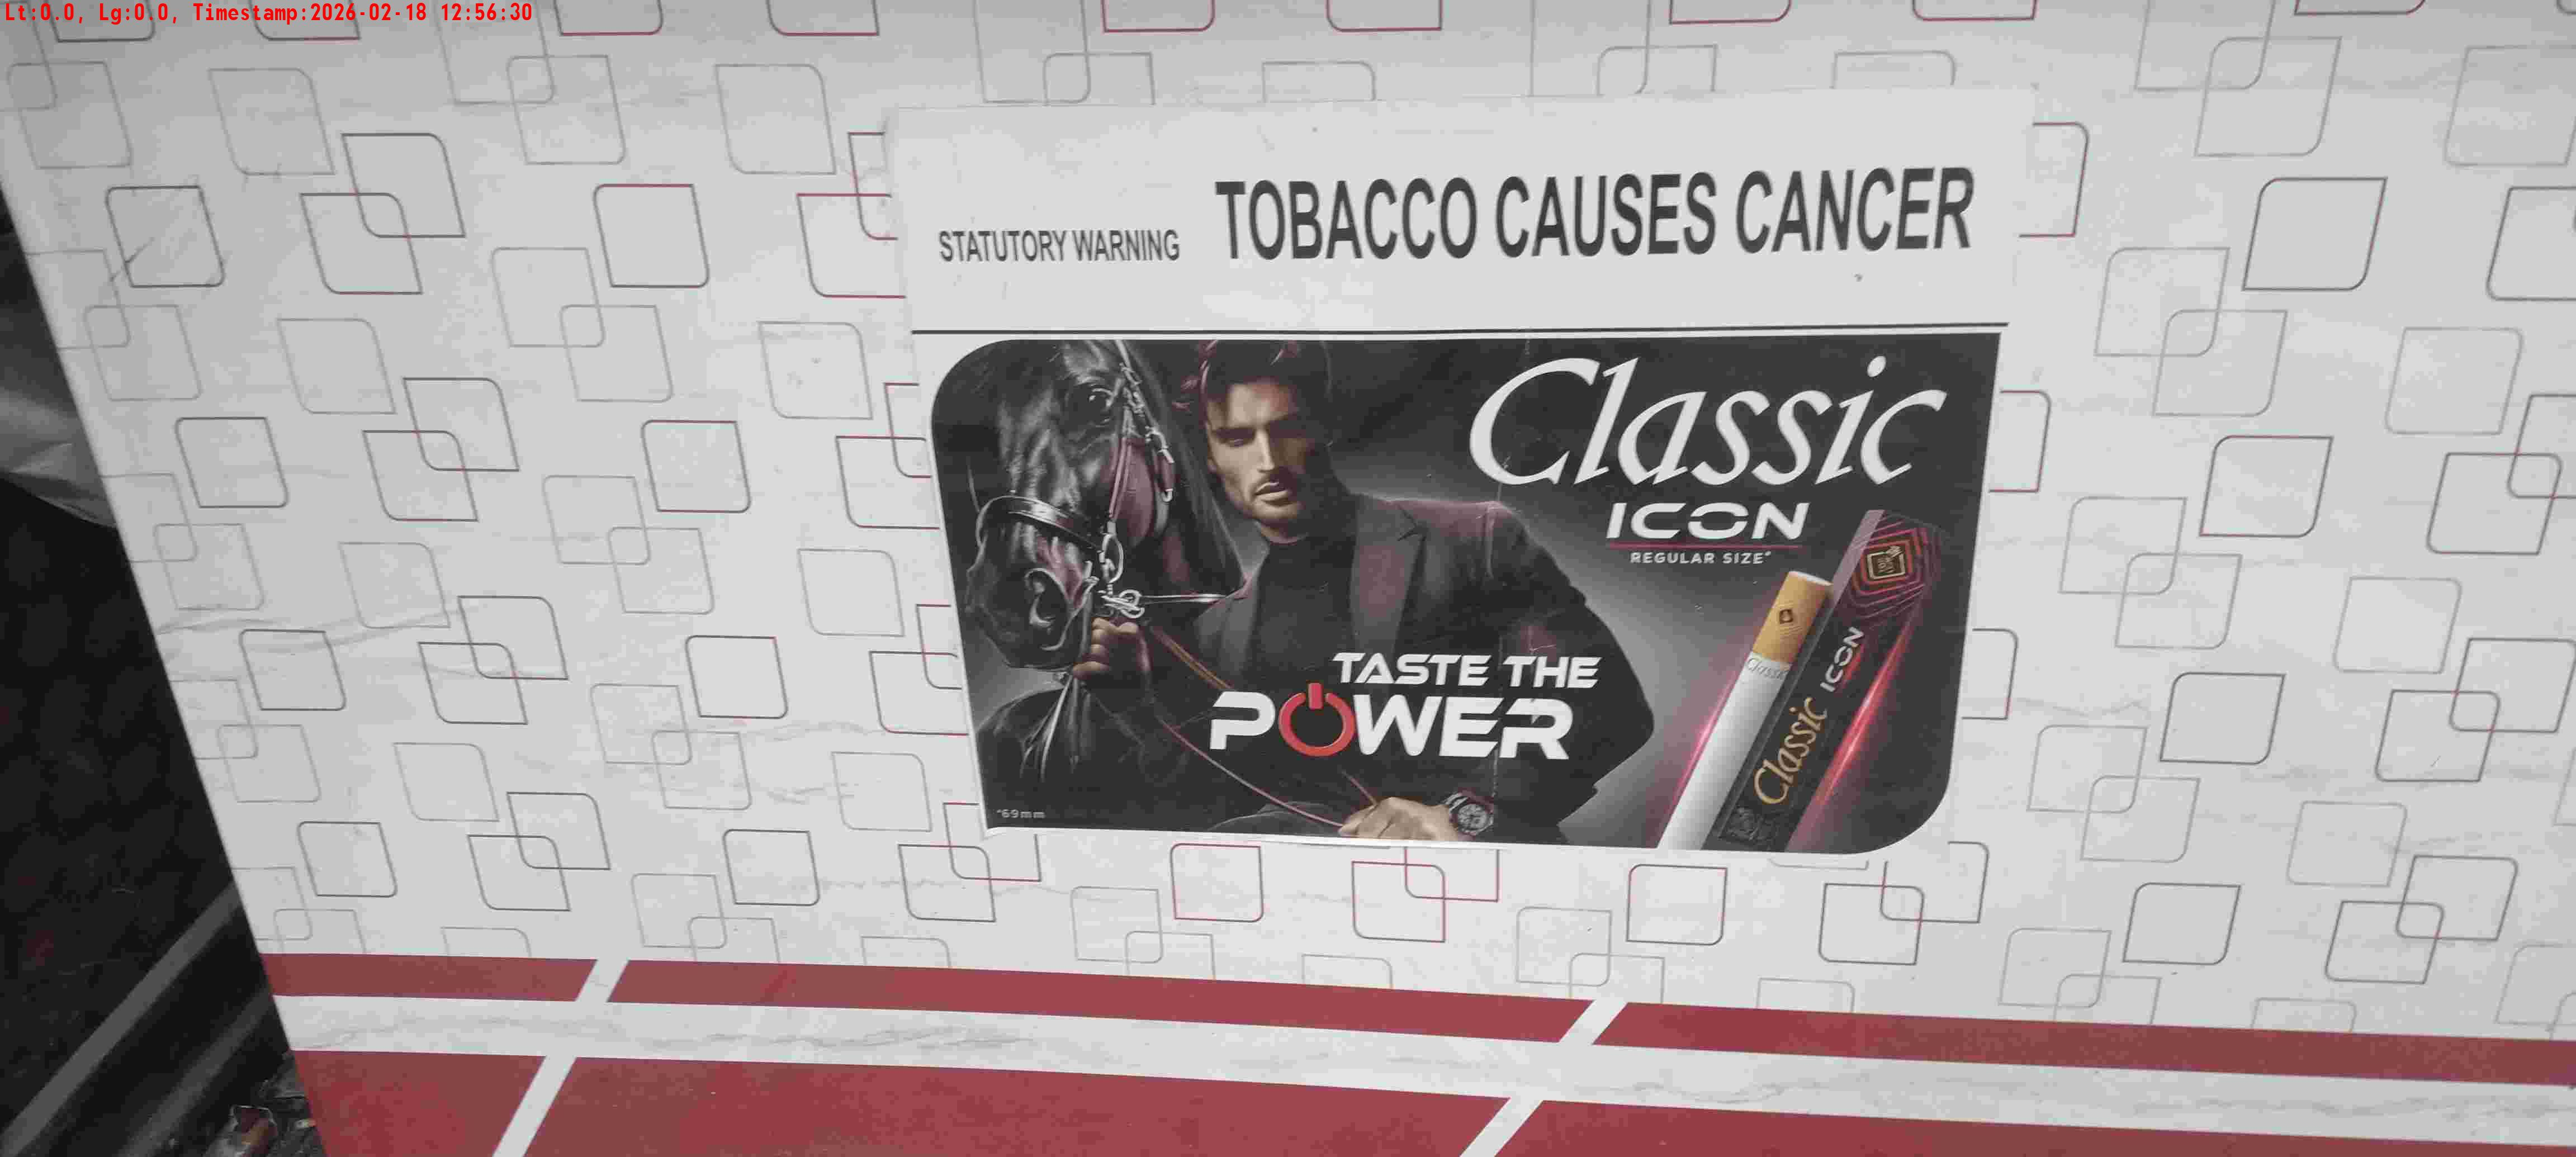 Lt:0.0, Lg:0.0, Timestamp:2026-02-18 12:56:30
STATUTORY WARNING TOBACCO CAUSES CANCER
Classic
ICON
REGULAR SIZE*
TASTE THE
POWER
Classic
Classic ICON
*69mm